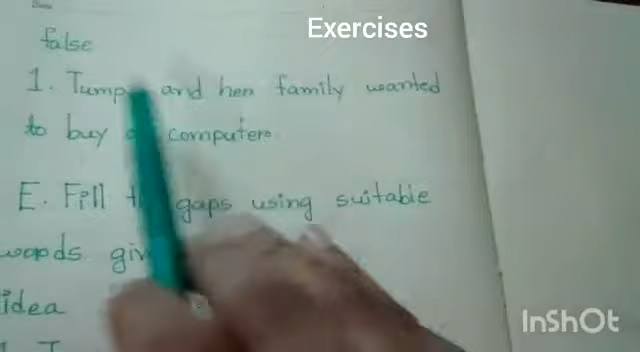 Exercises
false
1. Tump and her family wanted
to buy computer.
E. Fill gaps using suitable
words
idea
InShOt